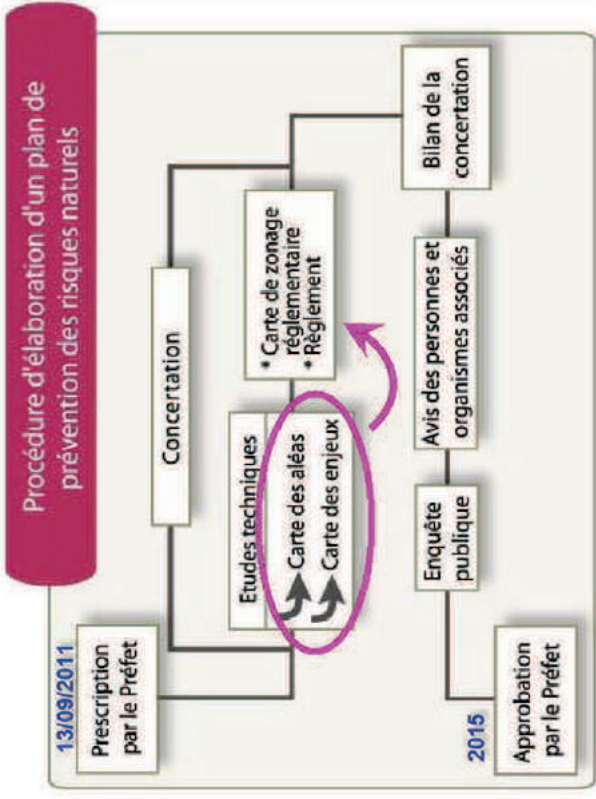 Procédure d'élaboration d'un plan de
prévention des risques naturels
13/09/2011
Prescription
par le Préfet
Concertation
Etudes techniques
Carte des aléas
Carte des enjeux
* Carte de zonage
réglementaire
* Règlement
Bilan de la
concertation
Avis des personnes et
organismes associés
Enquête
publique
2015
Approbation
par le Préfet